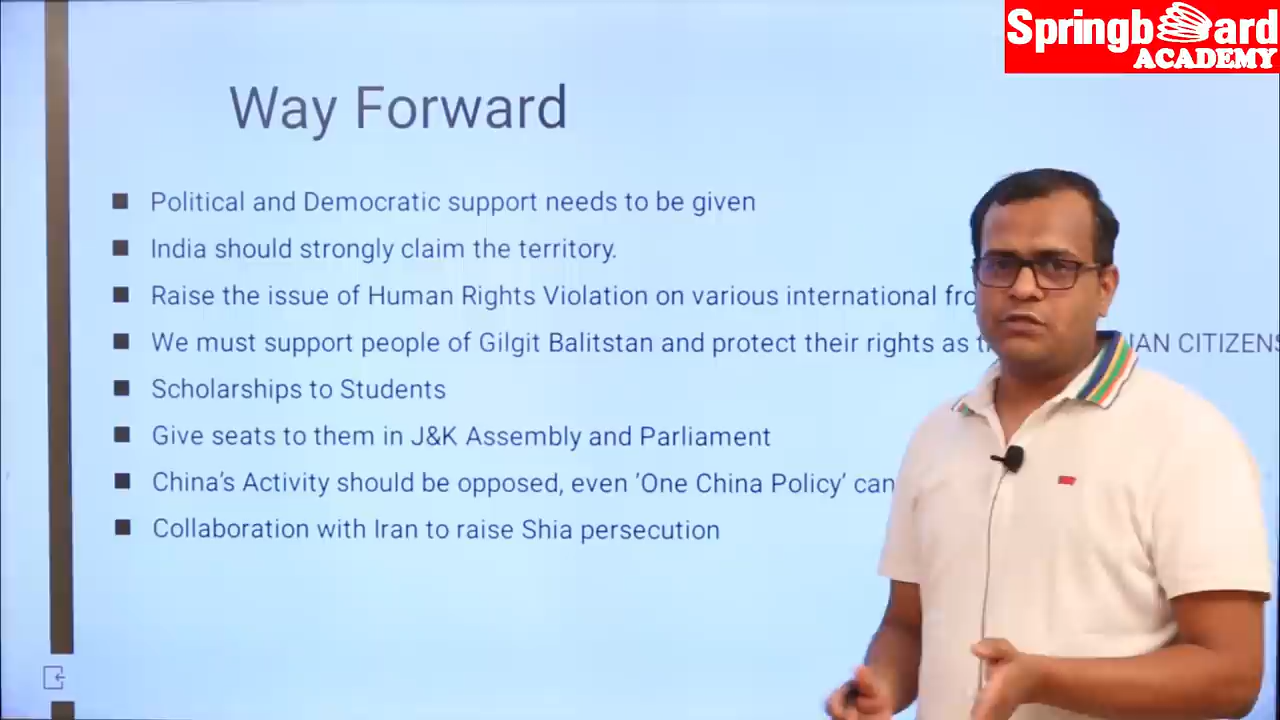 Springboard
ACADEMY
Way Forward
Political and Democratic support needs to be given
India should strongly claim the territory.
Raise the issue of Human Rights Violation on various international
We must support people of Gilgit Balitstan and protect their rights as CITIZENS
Scholarships to Students
Give seats to them in J&K Assembly and Parliament
China's Activity should be opposed, even 'One China Policy' can
Collaboration with Iran to raise Shia persecution